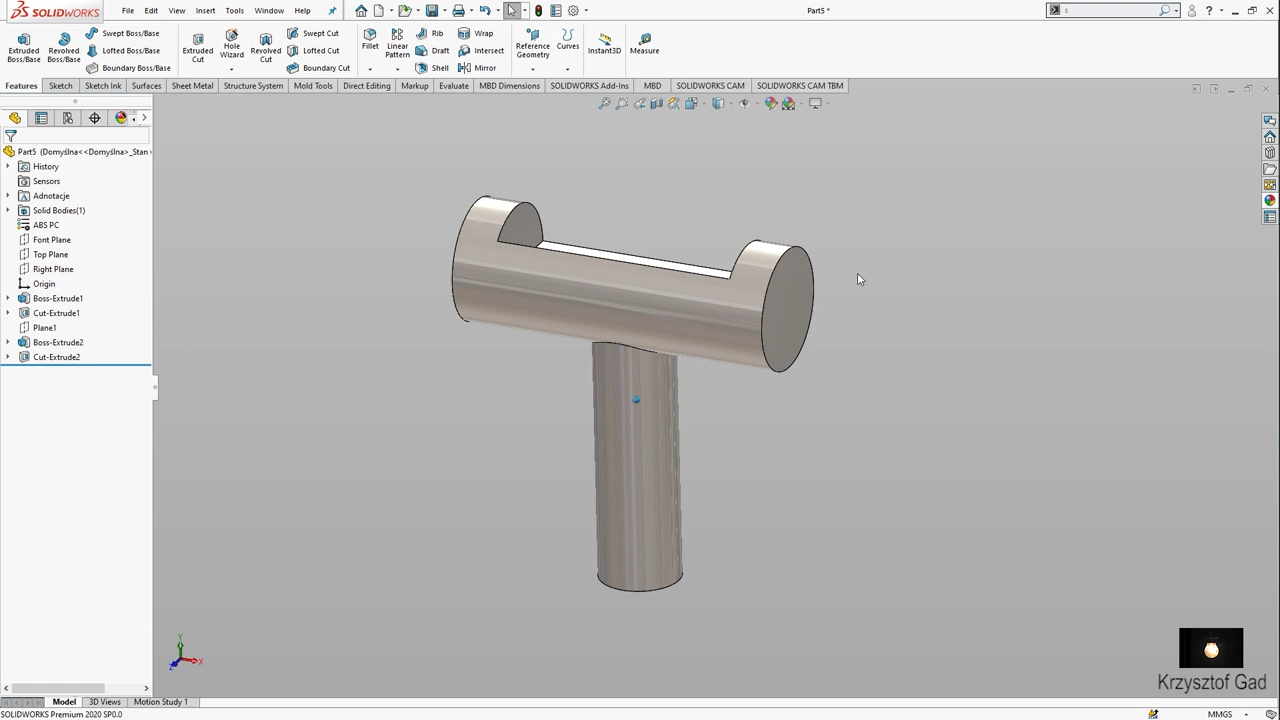 SOLIDWORKS File Edit View Insert Tools Window Help Part5 * s ?
Extruded Boss/Base
Revolved Boss/Base
Swept Boss/Base
Lofted Boss/Base
Boundary Boss/Base
Extruded Cut
Hole Wizard
Revolved Cut
Swept Cut
Lofted Cut
Boundary Cut
Fillet
Linear Pattern
Rib
Draft
Shell
Wrap
Intersect
Mirror
Reference Geometry
Curves
Instant3D
Measure
Features Sketch Sketch Ink Surfaces Sheet Metal Structure System Mold Tools Direct Editing Markup Evaluate MBD Dimensions SOLIDWORKS Add-Ins MBD SOLIDWORKS CAM SOLIDWORKS CAM TBM
Part5 (Domyślna<<Domyślna>_Stan
History
Sensors
Adnotacje
Solid Bodies(1)
ABS PC
Front Plane
Top Plane
Right Plane
Origin
Boss-Extrude1
Cut-Extrude1
Plane1
Boss-Extrude2
Cut-Extrude2
Y
X
Z
Krzysztof Gad
Model 3D Views Motion Study 1
SOLIDWORKS Premium 2020 SP0.0 MMGS